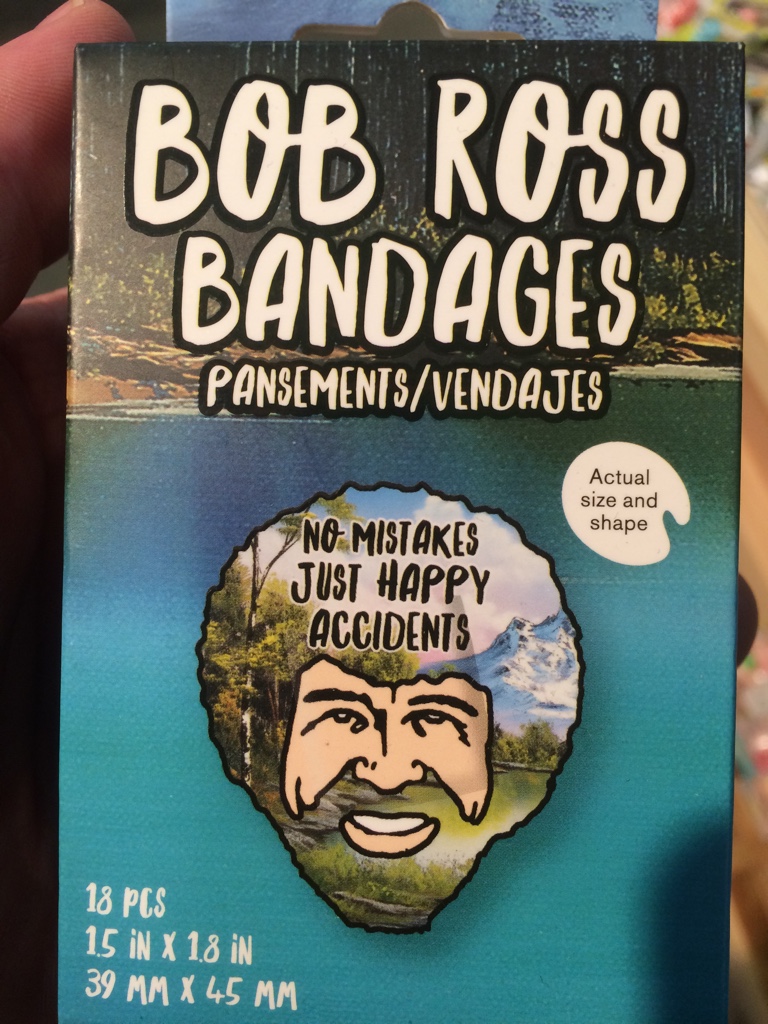 BOB ROSS
BANDAGES
PANSEMENTS/VENDAJES
Actual
size and
shape
NO MISTAKES
JUST HAPPY
ACCIDENTS
18 PCS
1.5 iN X 1.8 iN
39 MM X 45 MM